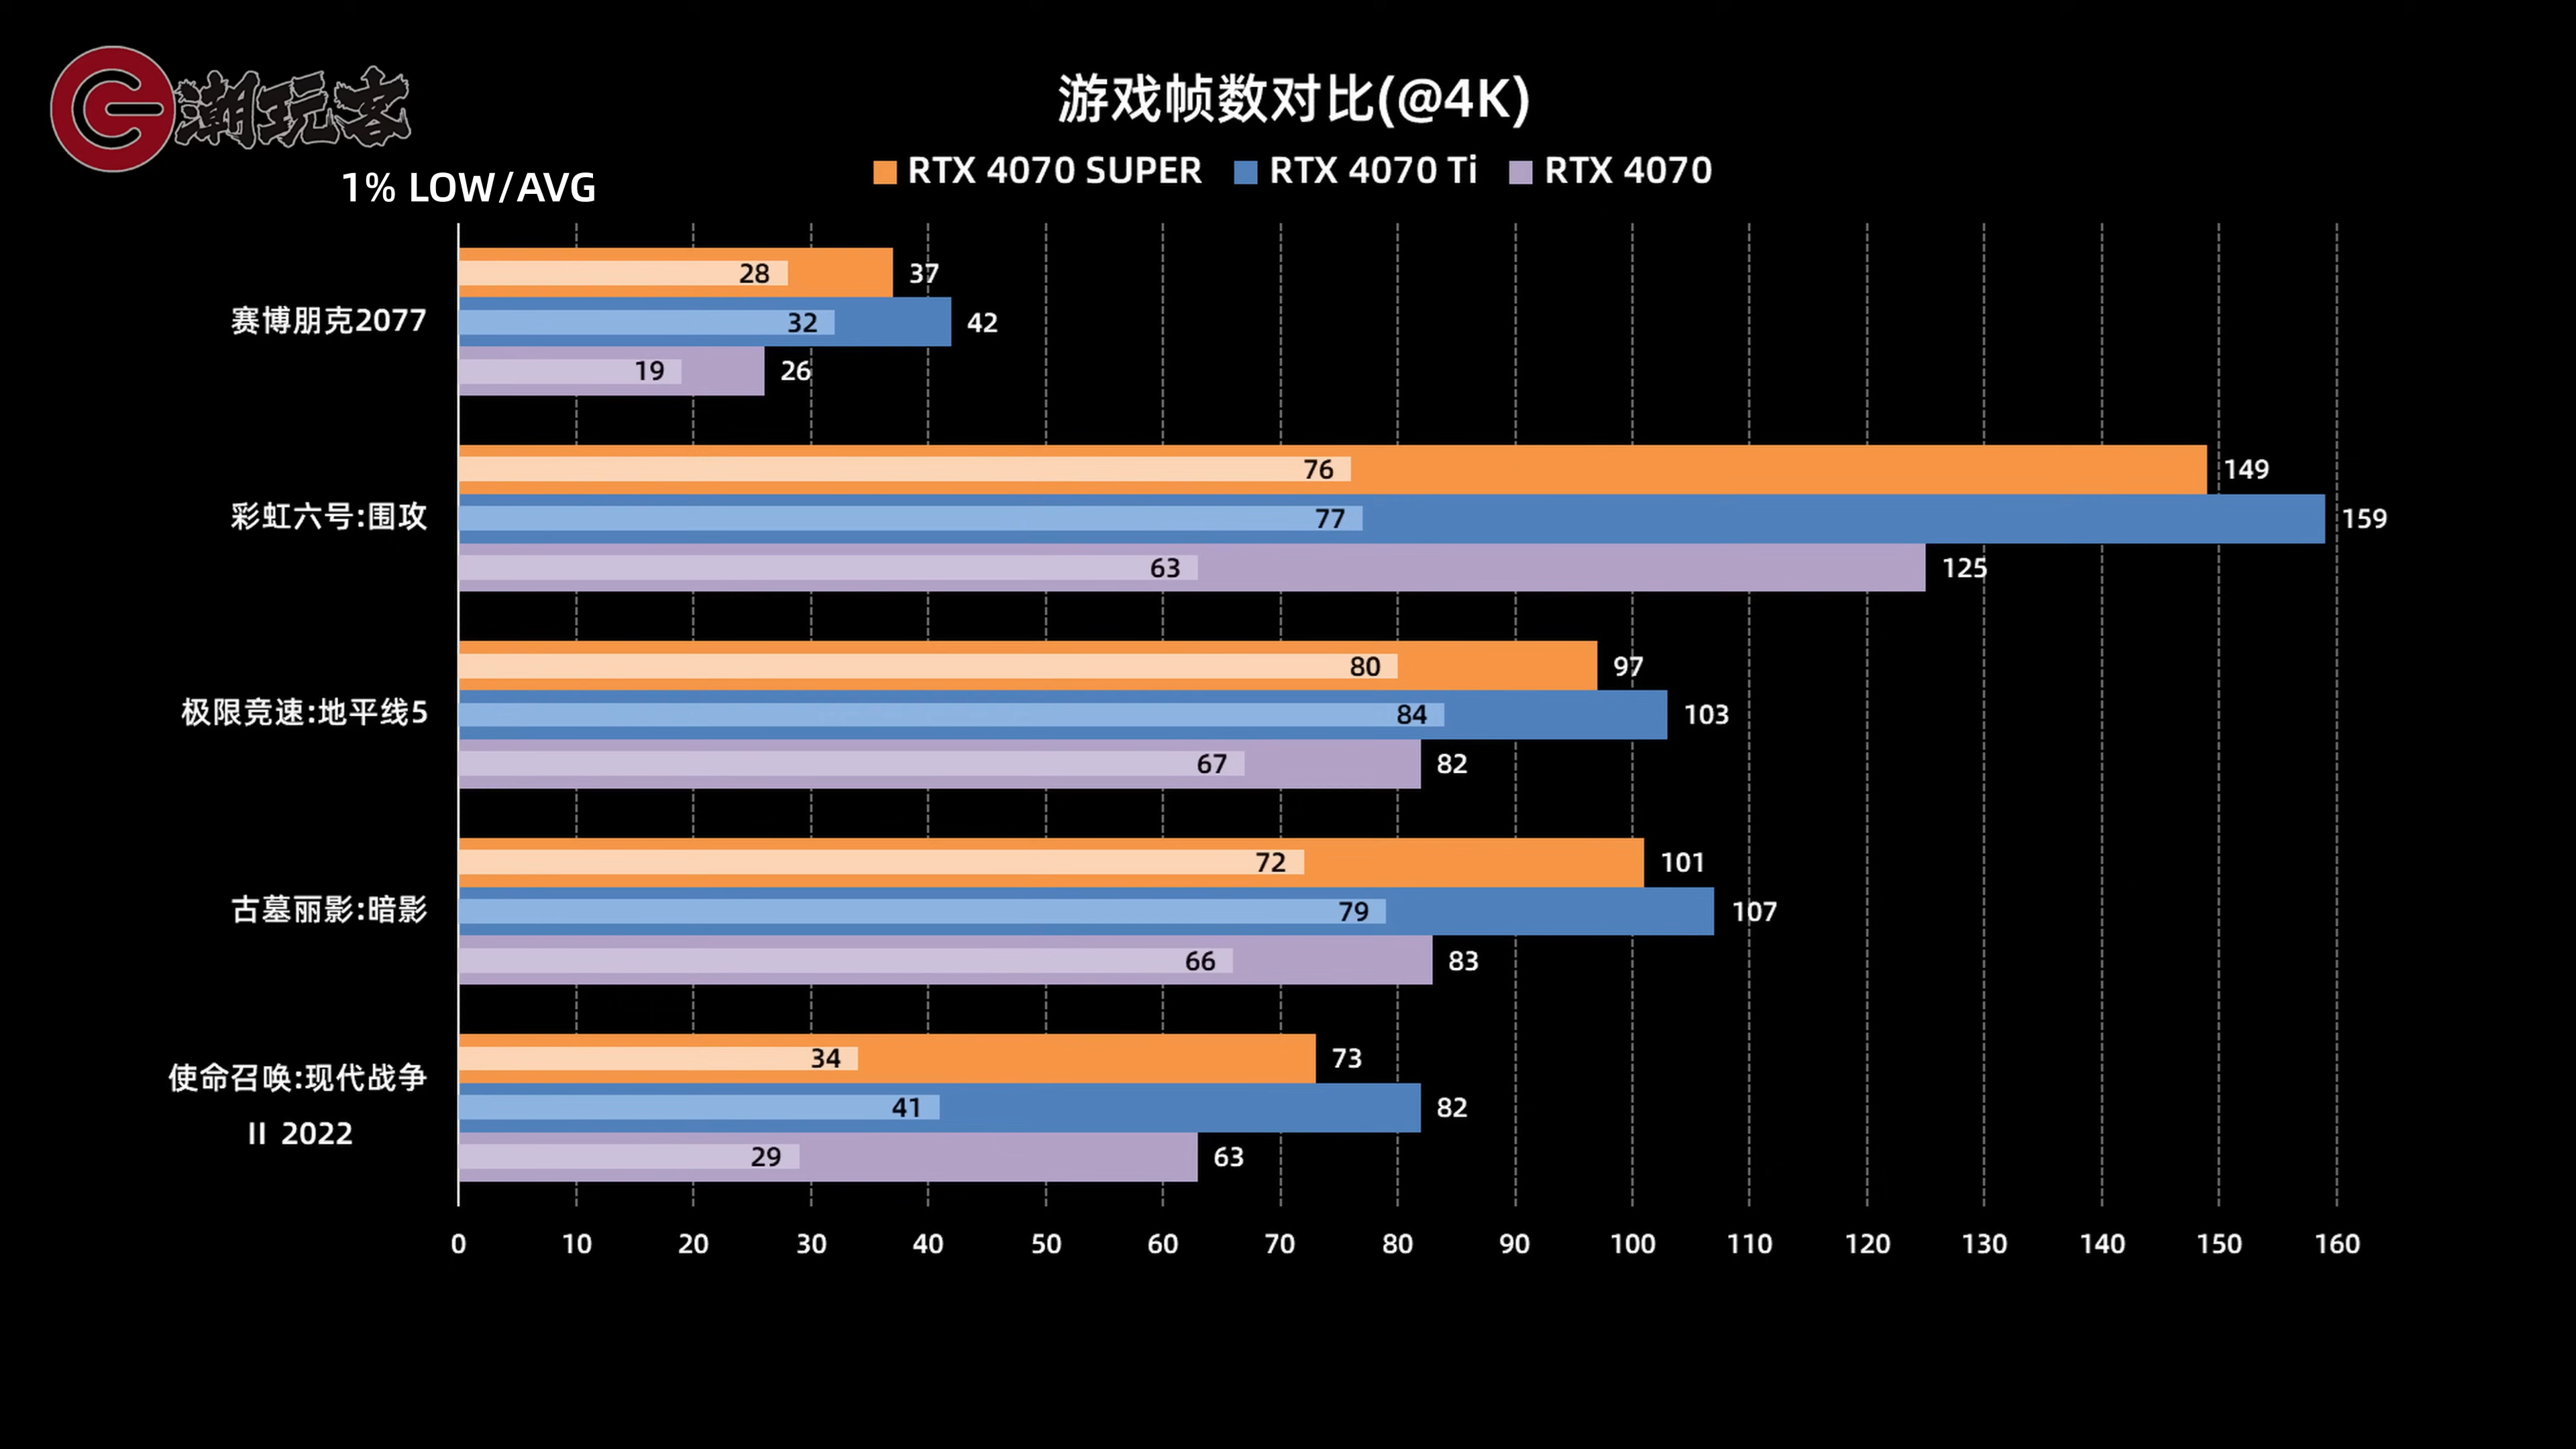 潮玩客
游戏帧数对比(@4K)
RTX 4070 SUPER RTX 4070 Ti RTX 4070
1% LOW/AVG
赛博朋克2077
28 37
32 42
19 26
彩虹六号:围攻
76 149
77 159
63 125
极限竞速:地平线5
80 97
84 103
67 82
古墓丽影:暗影
72 101
79 107
66 83
使命召唤:现代战争
II 2022
34 73
41 82
29 63
0 10 20 30 40 50 60 70 80 90 100 110 120 130 140 150 160